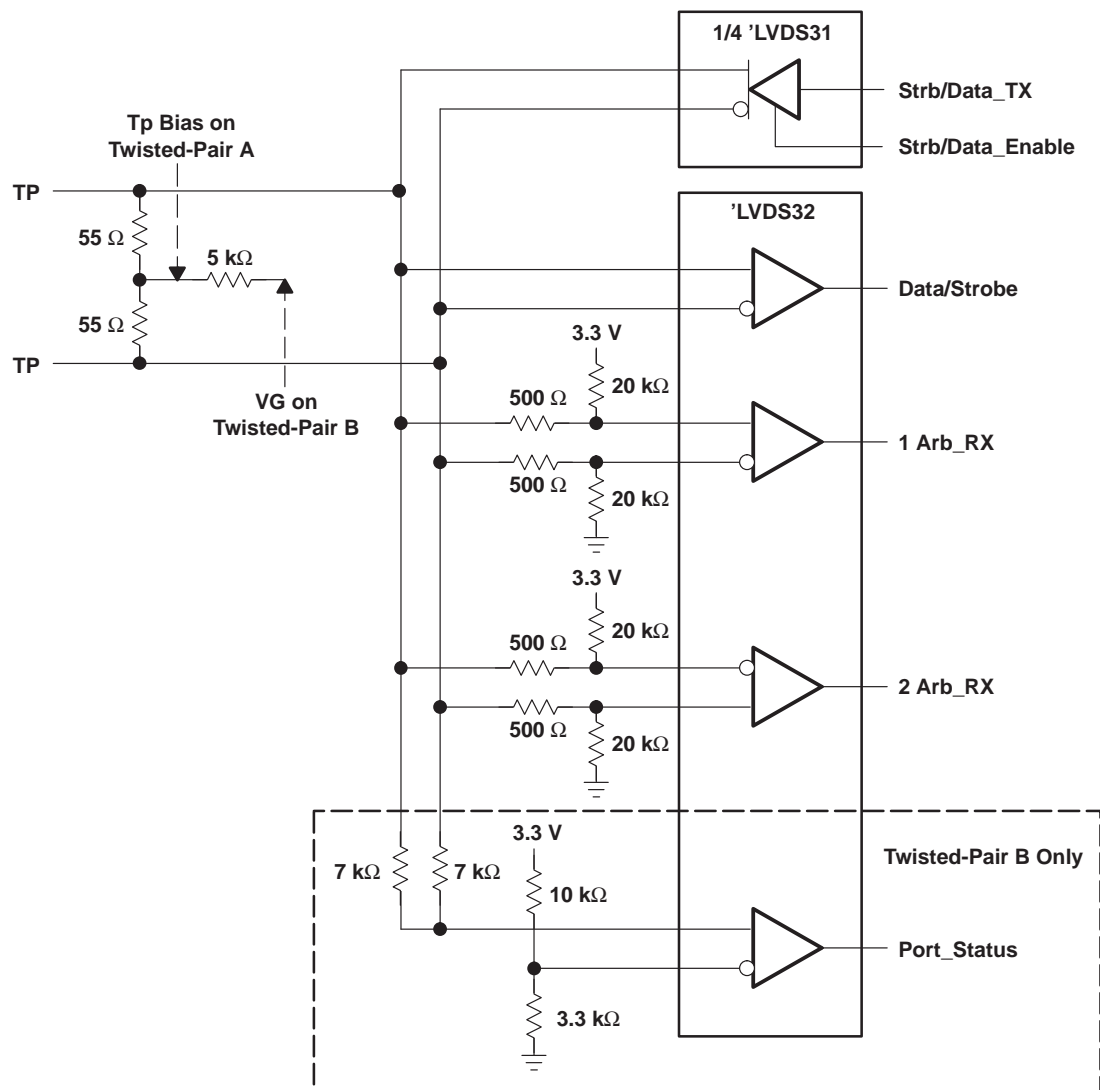 1/4 ’LVDS31
Strb/Data_TX
Strb/Data_Enable
Tp Bias on
Twisted-Pair A
TP
55 Ω
5 kΩ
55 Ω
TP
VG on
Twisted-Pair B
’LVDS32
Data/Strobe
3.3 V
20 kΩ
500 Ω
1 Arb_RX
500 Ω
20 kΩ
3.3 V
20 kΩ
500 Ω
2 Arb_RX
500 Ω
20 kΩ
3.3 V
Twisted-Pair B Only
7 kΩ
7 kΩ
10 kΩ
Port_Status
3.3 kΩ